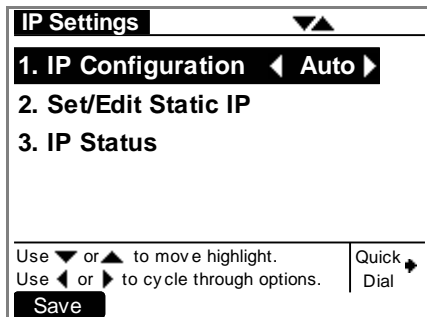 IP Settings ▼▲
1. IP Configuration ◀ Auto ▶
2. Set/Edit Static IP
3. IP Status
Use ▼ or ▲ to move highlight.
Use ◀ or ▶ to cycle through options.
Quick
Dial
Save